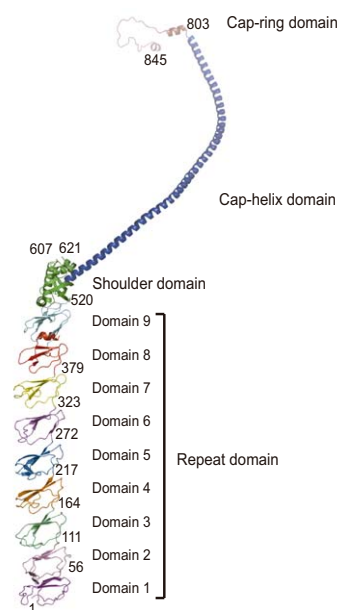 803
Cap-ring domain
845
Cap-helix domain
607 621
Shoulder domain
520
Domain 9
Domain 8
379
Domain 7
323
Domain 6
272
Domain 5
217
Repeat domain
Domain 4
164
Domain 3
111
Domain 2
56
Domain 1
1